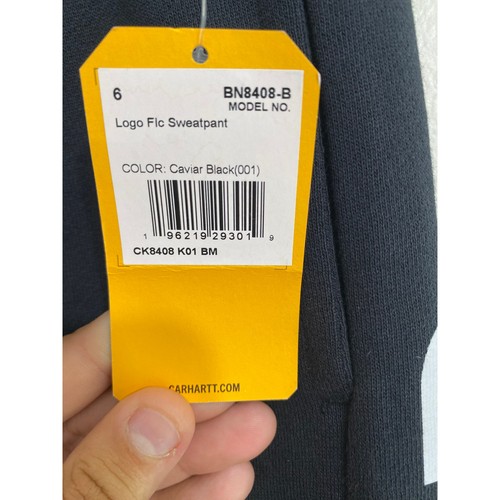 6 BN8408-B
MODEL NO.
Logo Flc Sweatpant
COLOR: Caviar Black(001)
1 96219 29301 9
CK8408 K01 BM
CARHARTT.COM